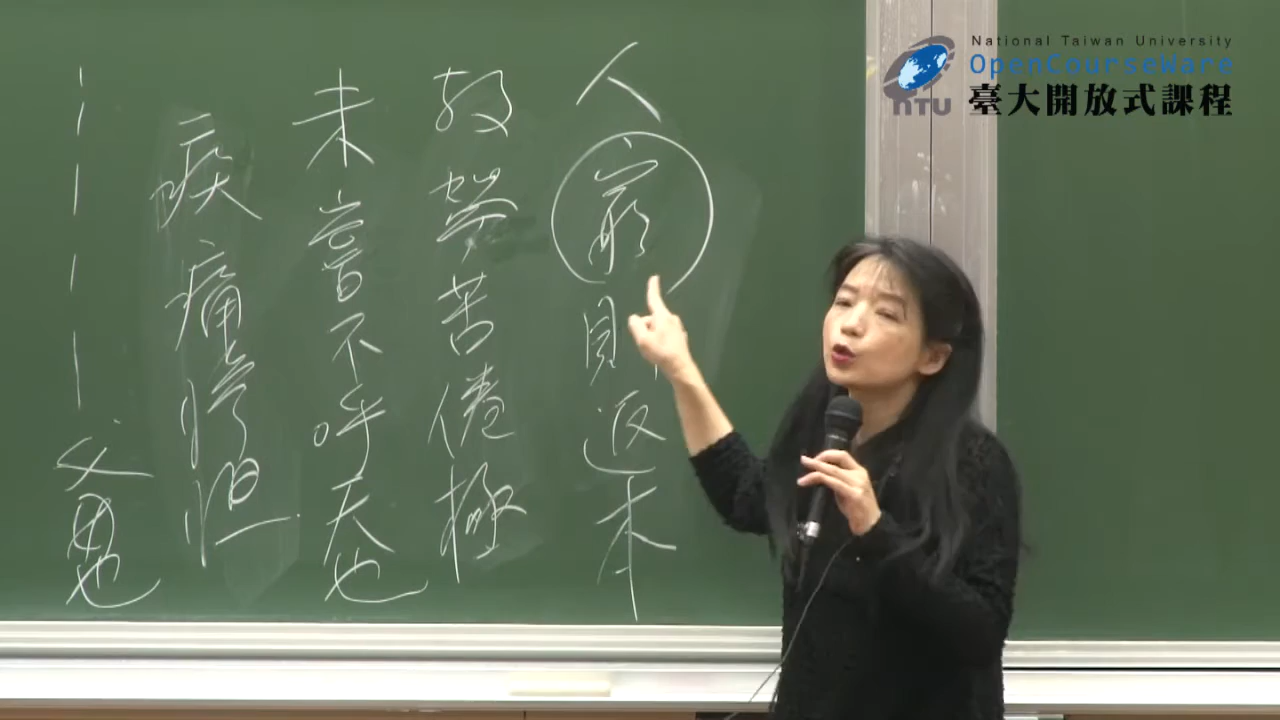 National Taiwan University
OpenCourseWare
臺大開放式課程
NTU
人窮則返本
故勞苦倦極
未嘗不呼天也
疾痛慘怛
————父母也